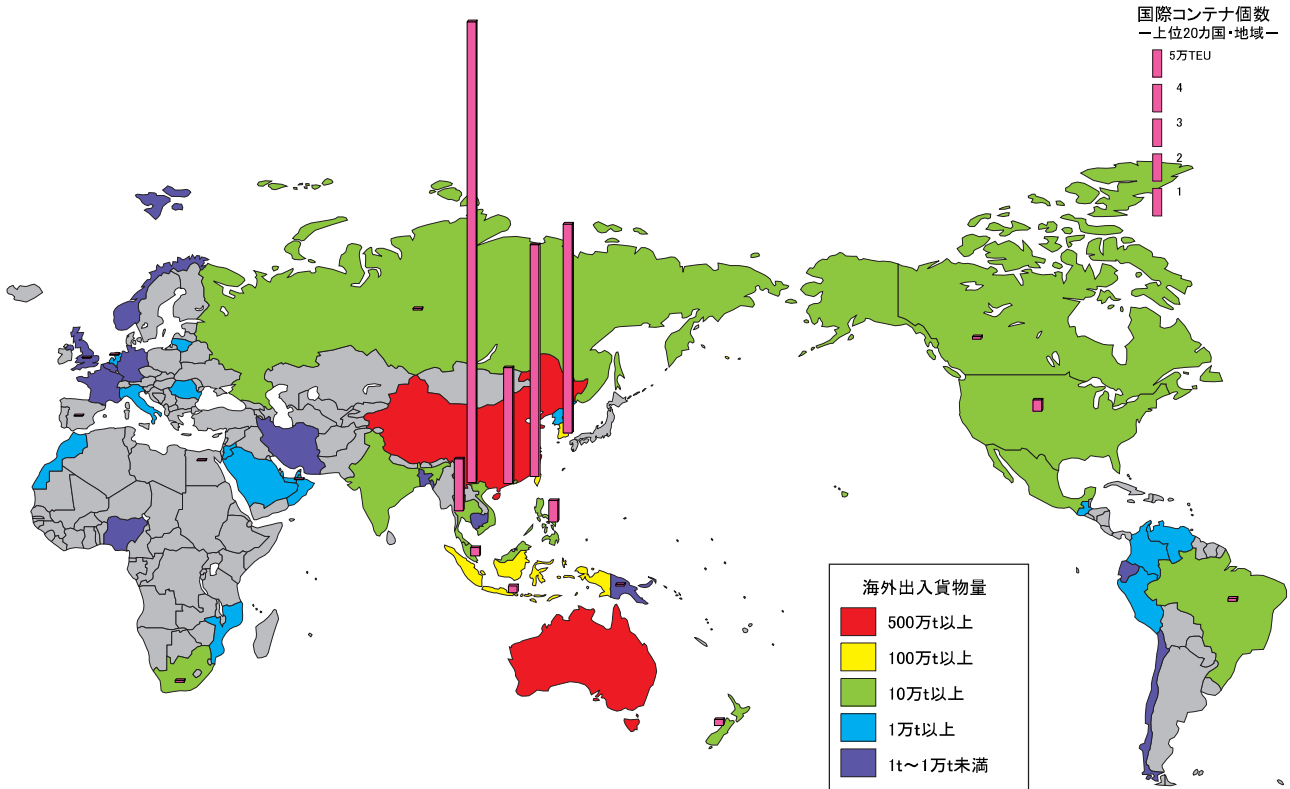 国際コンテナ個数
－上位20カ国・地域－
5万TEU
4
3
2
1
海外出入貨物量
500万t以上
100万t以上
10万t以上
1万t以上
1t～1万t未満